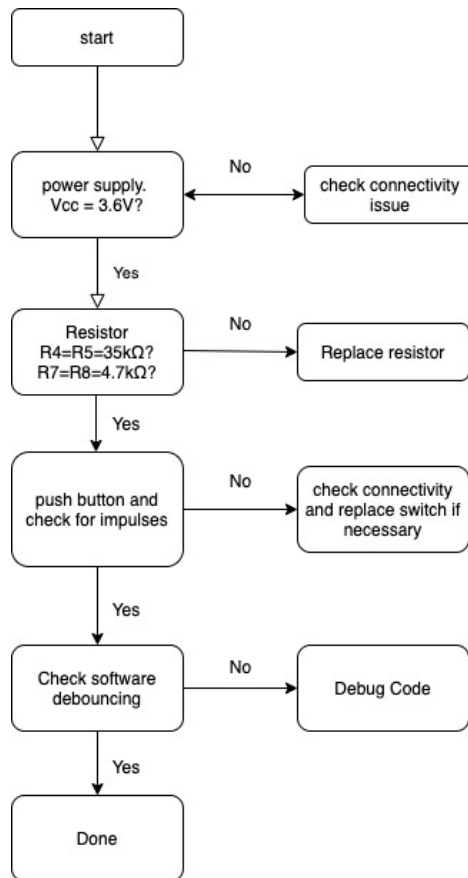 start
power supply.
Vcc = 3.6V?
No
check connectivity
issue
Yes
Resistor
R4=R5=35kΩ?
R7=R8=4.7kΩ?
No
Replace resistor
Yes
push button and
check for impulses
No
check connectivity
and replace switch if
necessary
Yes
Check software
debouncing
No
Debug Code
Yes
Done